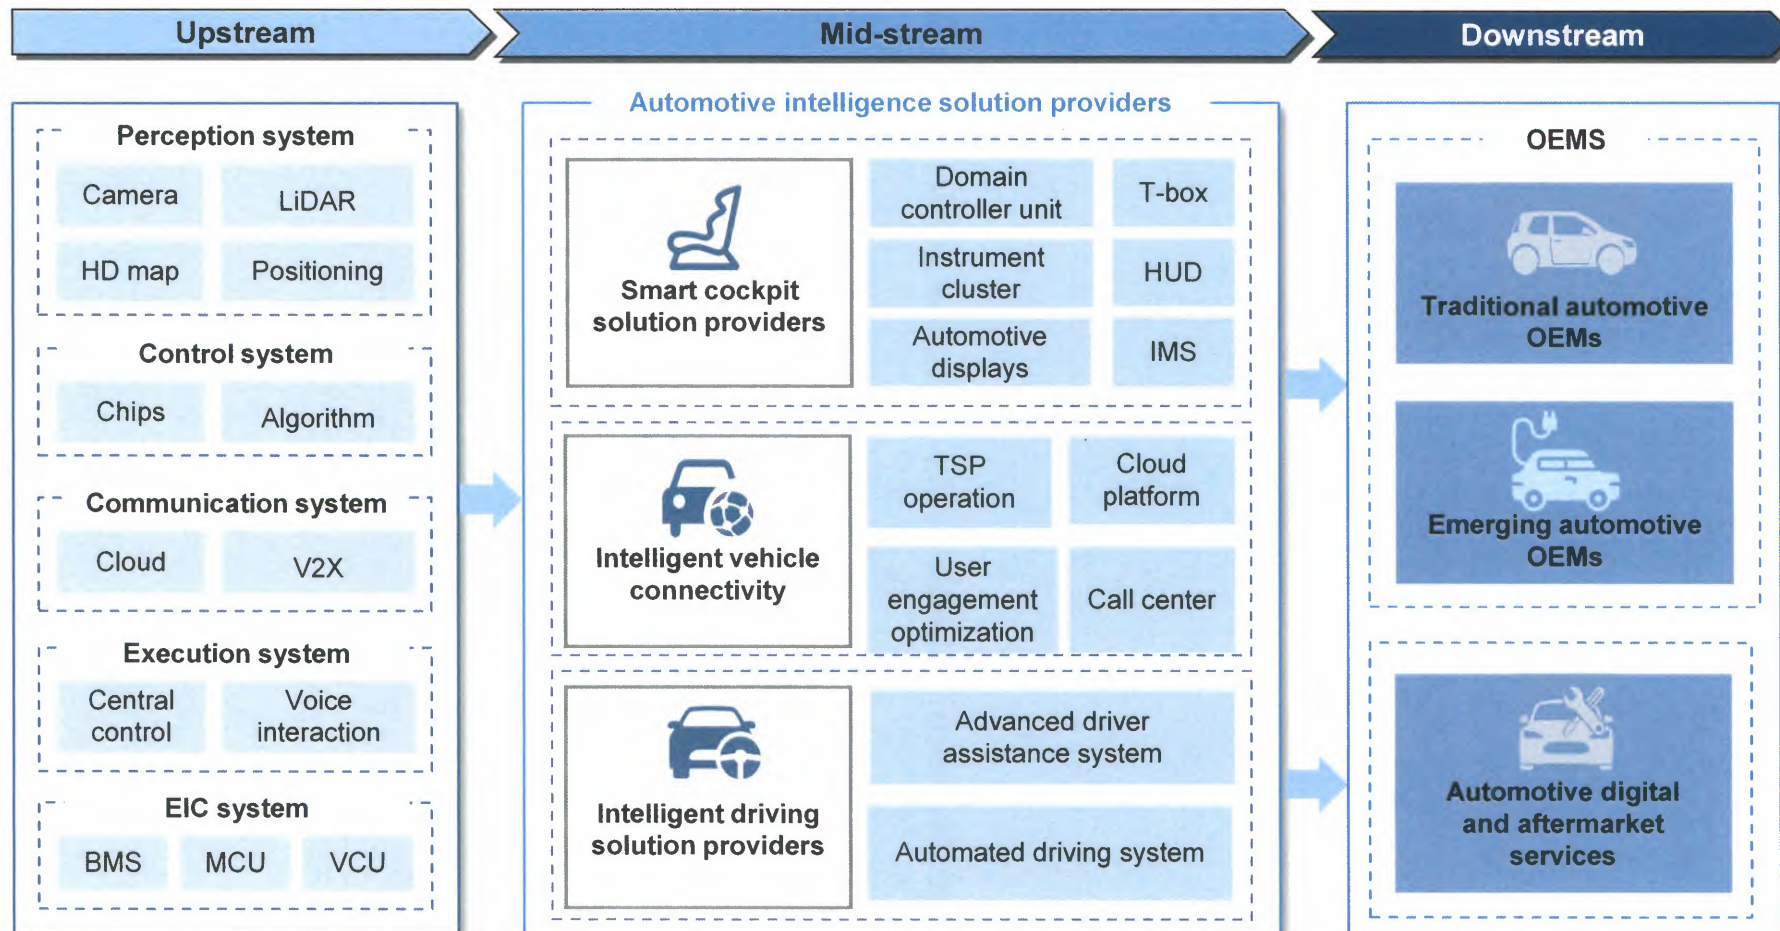 Upstream
Mid-stream
Downstream
Perception system
Camera
LiDAR
HD map
Positioning
Control system
Chips
Algorithm
Communication system
Cloud
V2X
Execution system
Central
control
Voice
interaction
EIC system
BMS
MCU
VCU
Automotive intelligence solution providers
Smart cockpit
solution providers
Domain
controller unit
T-box
Instrument
cluster
HUD
Automotive
displays
IMS
Intelligent vehicle
connectivity
TSP
operation
Cloud
platform
User
engagement
optimization
Call center
Intelligent driving
solution providers
Advanced driver
assistance system
Automated driving system
OEMS
Traditional automotive
OEMs
Emerging automotive
OEMs
Automotive digital
and aftermarket
services